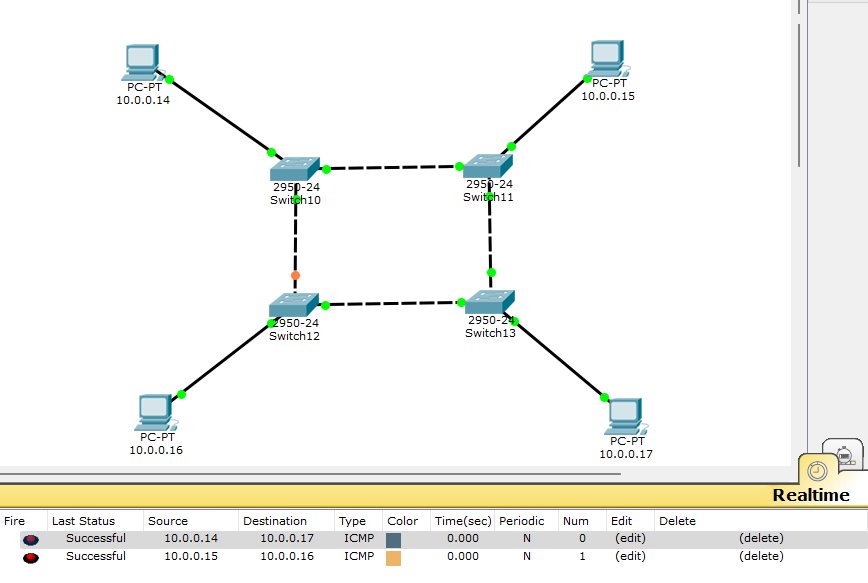 PC-PT
10.0.0.14
PC-PT
10.0.0.15
2950-24
Switch10
2950-24
Switch11
2950-24
Switch12
2950-24
Switch13
PC-PT
10.0.0.16
PC-PT
10.0.0.17
Realtime
Fire Last Status Source Destination Type Color Time(sec) Periodic Num Edit Delete
Successful 10.0.0.14 10.0.0.17 ICMP 0.000 N 0 (edit) (delete)
Successful 10.0.0.15 10.0.0.16 ICMP 0.000 N 1 (edit) (delete)